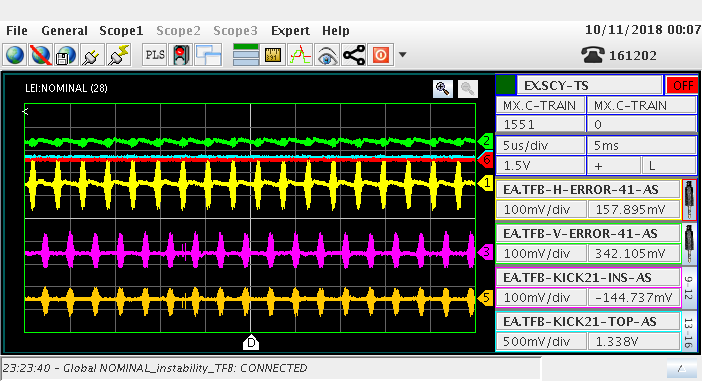 File General Scope1 Scope2 Scope3 Expert Help 10/11/2018 00:07
PLS 161202
LEI:NOMINAL (28)
EX.SCY-TS OFF
MX.C-TRAIN MX.C-TRAIN
1551 0
5us/div 5ms
1.5V + L
EA.TFB-H-ERROR-41-AS
100mV/div 157.895mV
EA.TFB-V-ERROR-41-AS
100mV/div 342.105mV
EA.TFB-KICK21-INS-AS
100mV/div -144.737mV
EA.TFB-KICK21-TOP-AS
500mV/div 1.338V
9-12
13-16
2
6
1
3
5
D
23:23:40 - Global NOMINAL_instability_TFB: CONNECTED